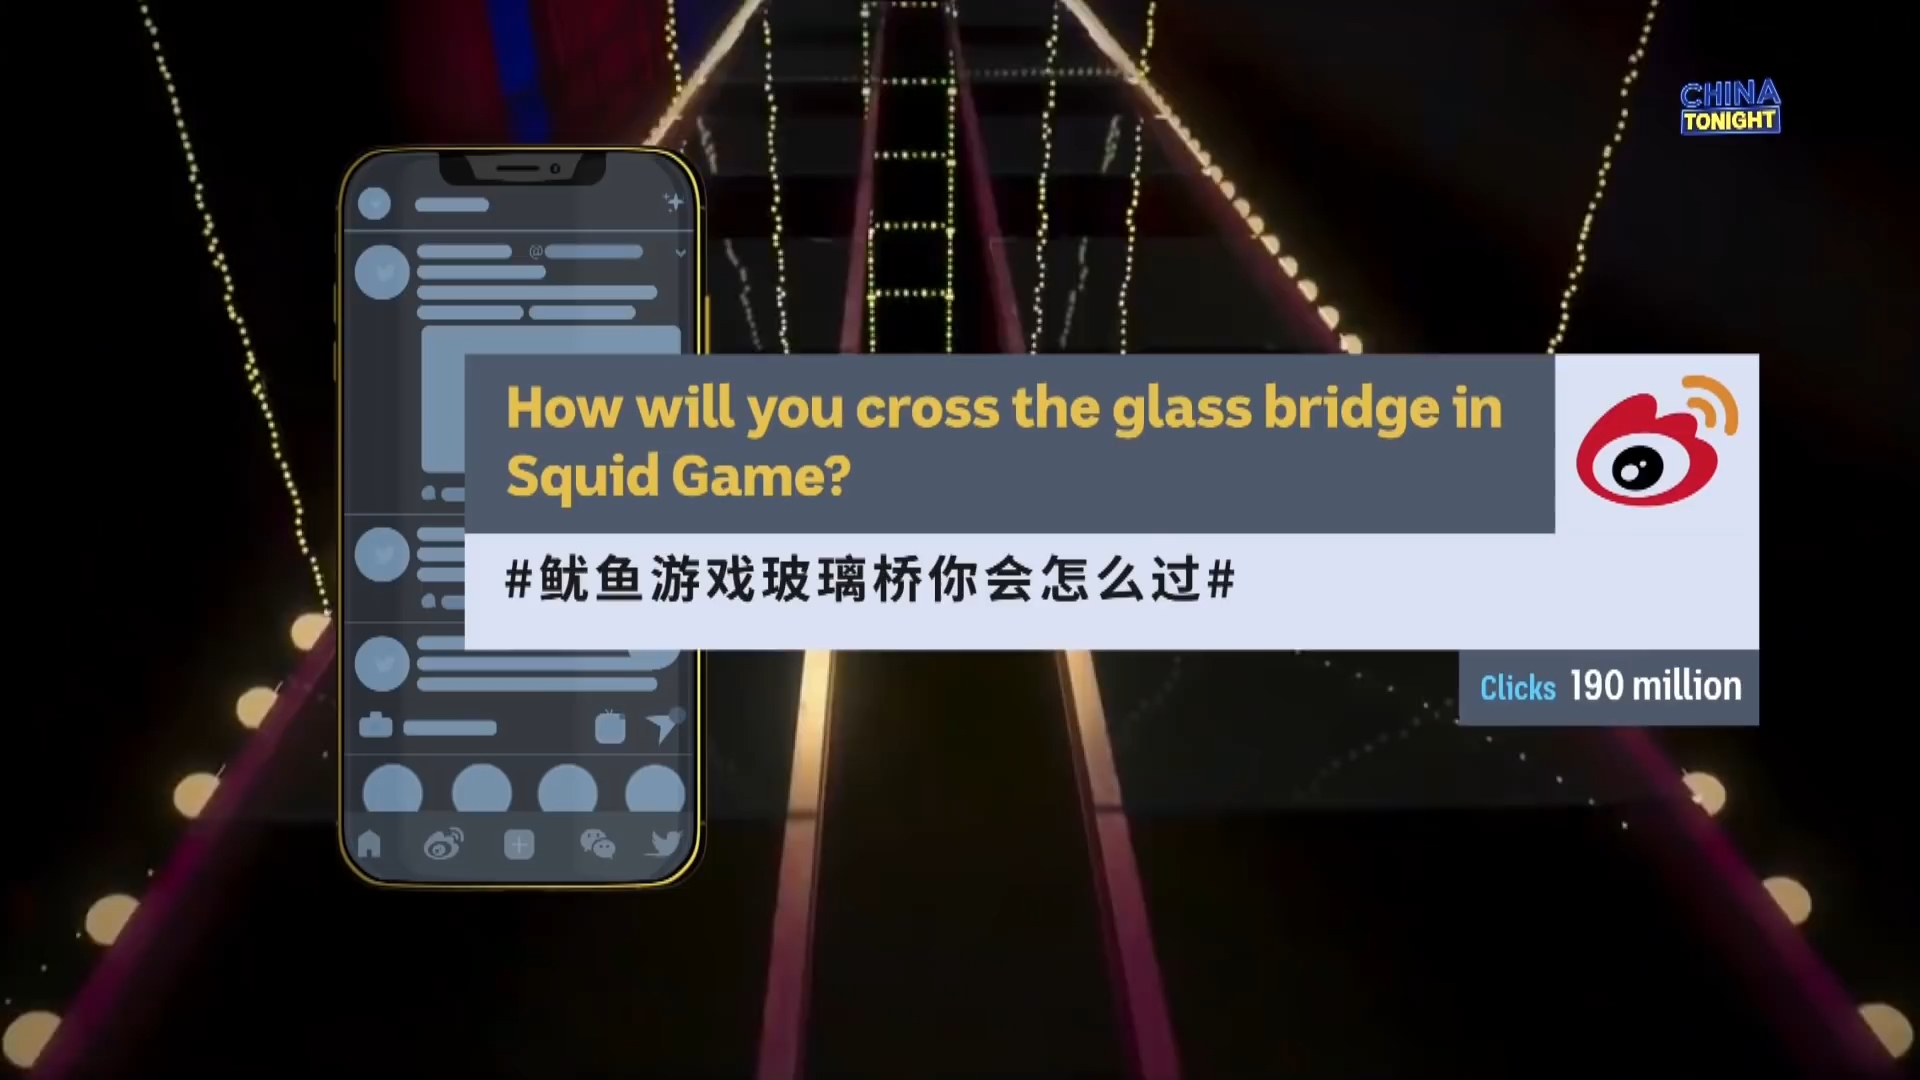 CHINA
TONIGHT
@
How will you cross the glass bridge in
Squid Game?
#鱿鱼游戏玻璃桥你会怎么过#
Clicks 190 million